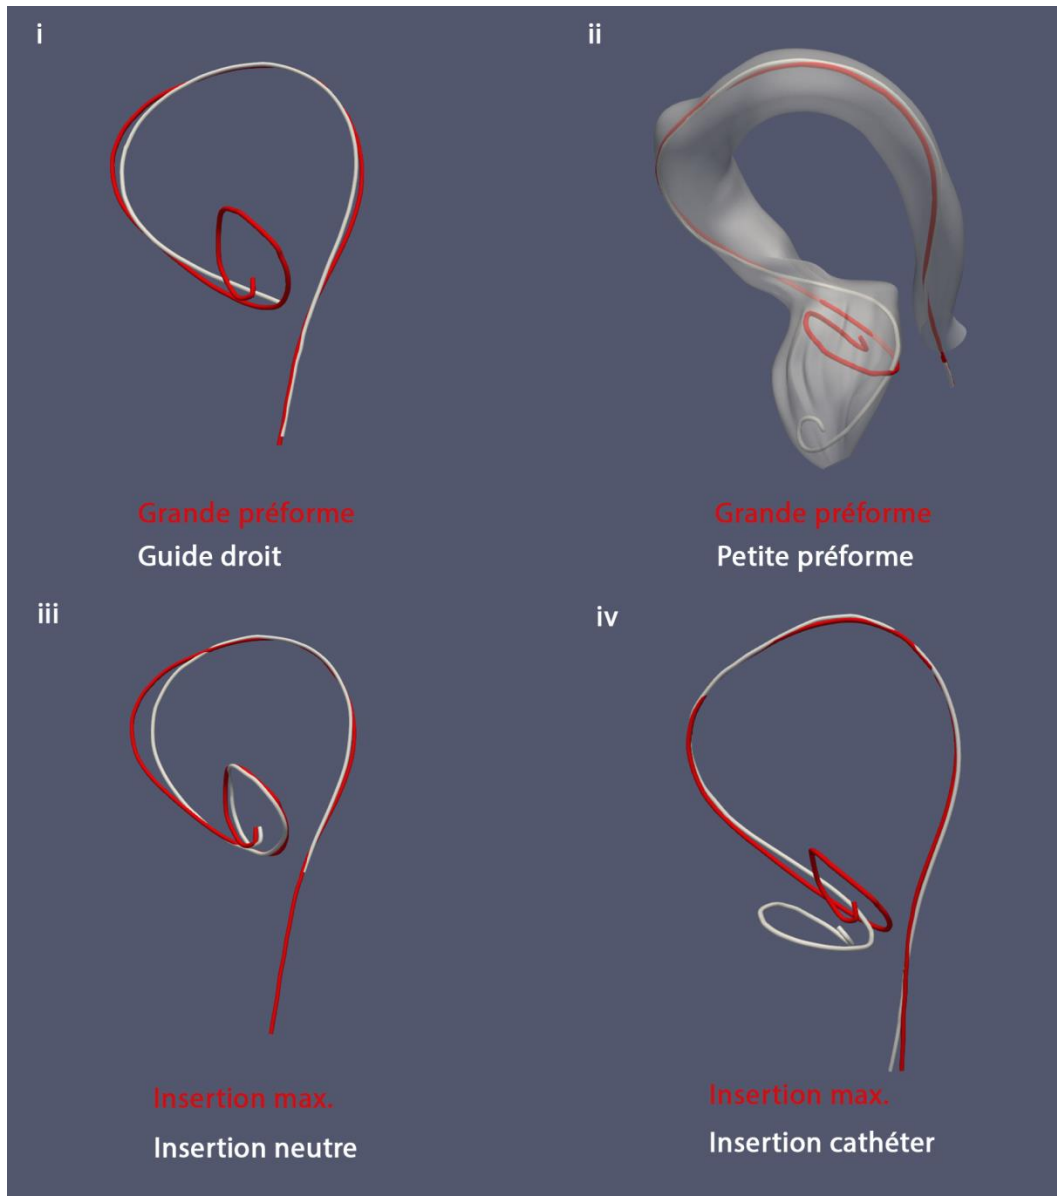 i
ii
Grande préforme
Guide droit
Grande préforme
Petite préforme
iii
iv
Insertion max.
Insertion neutre
Insertion max.
Insertion cathéter